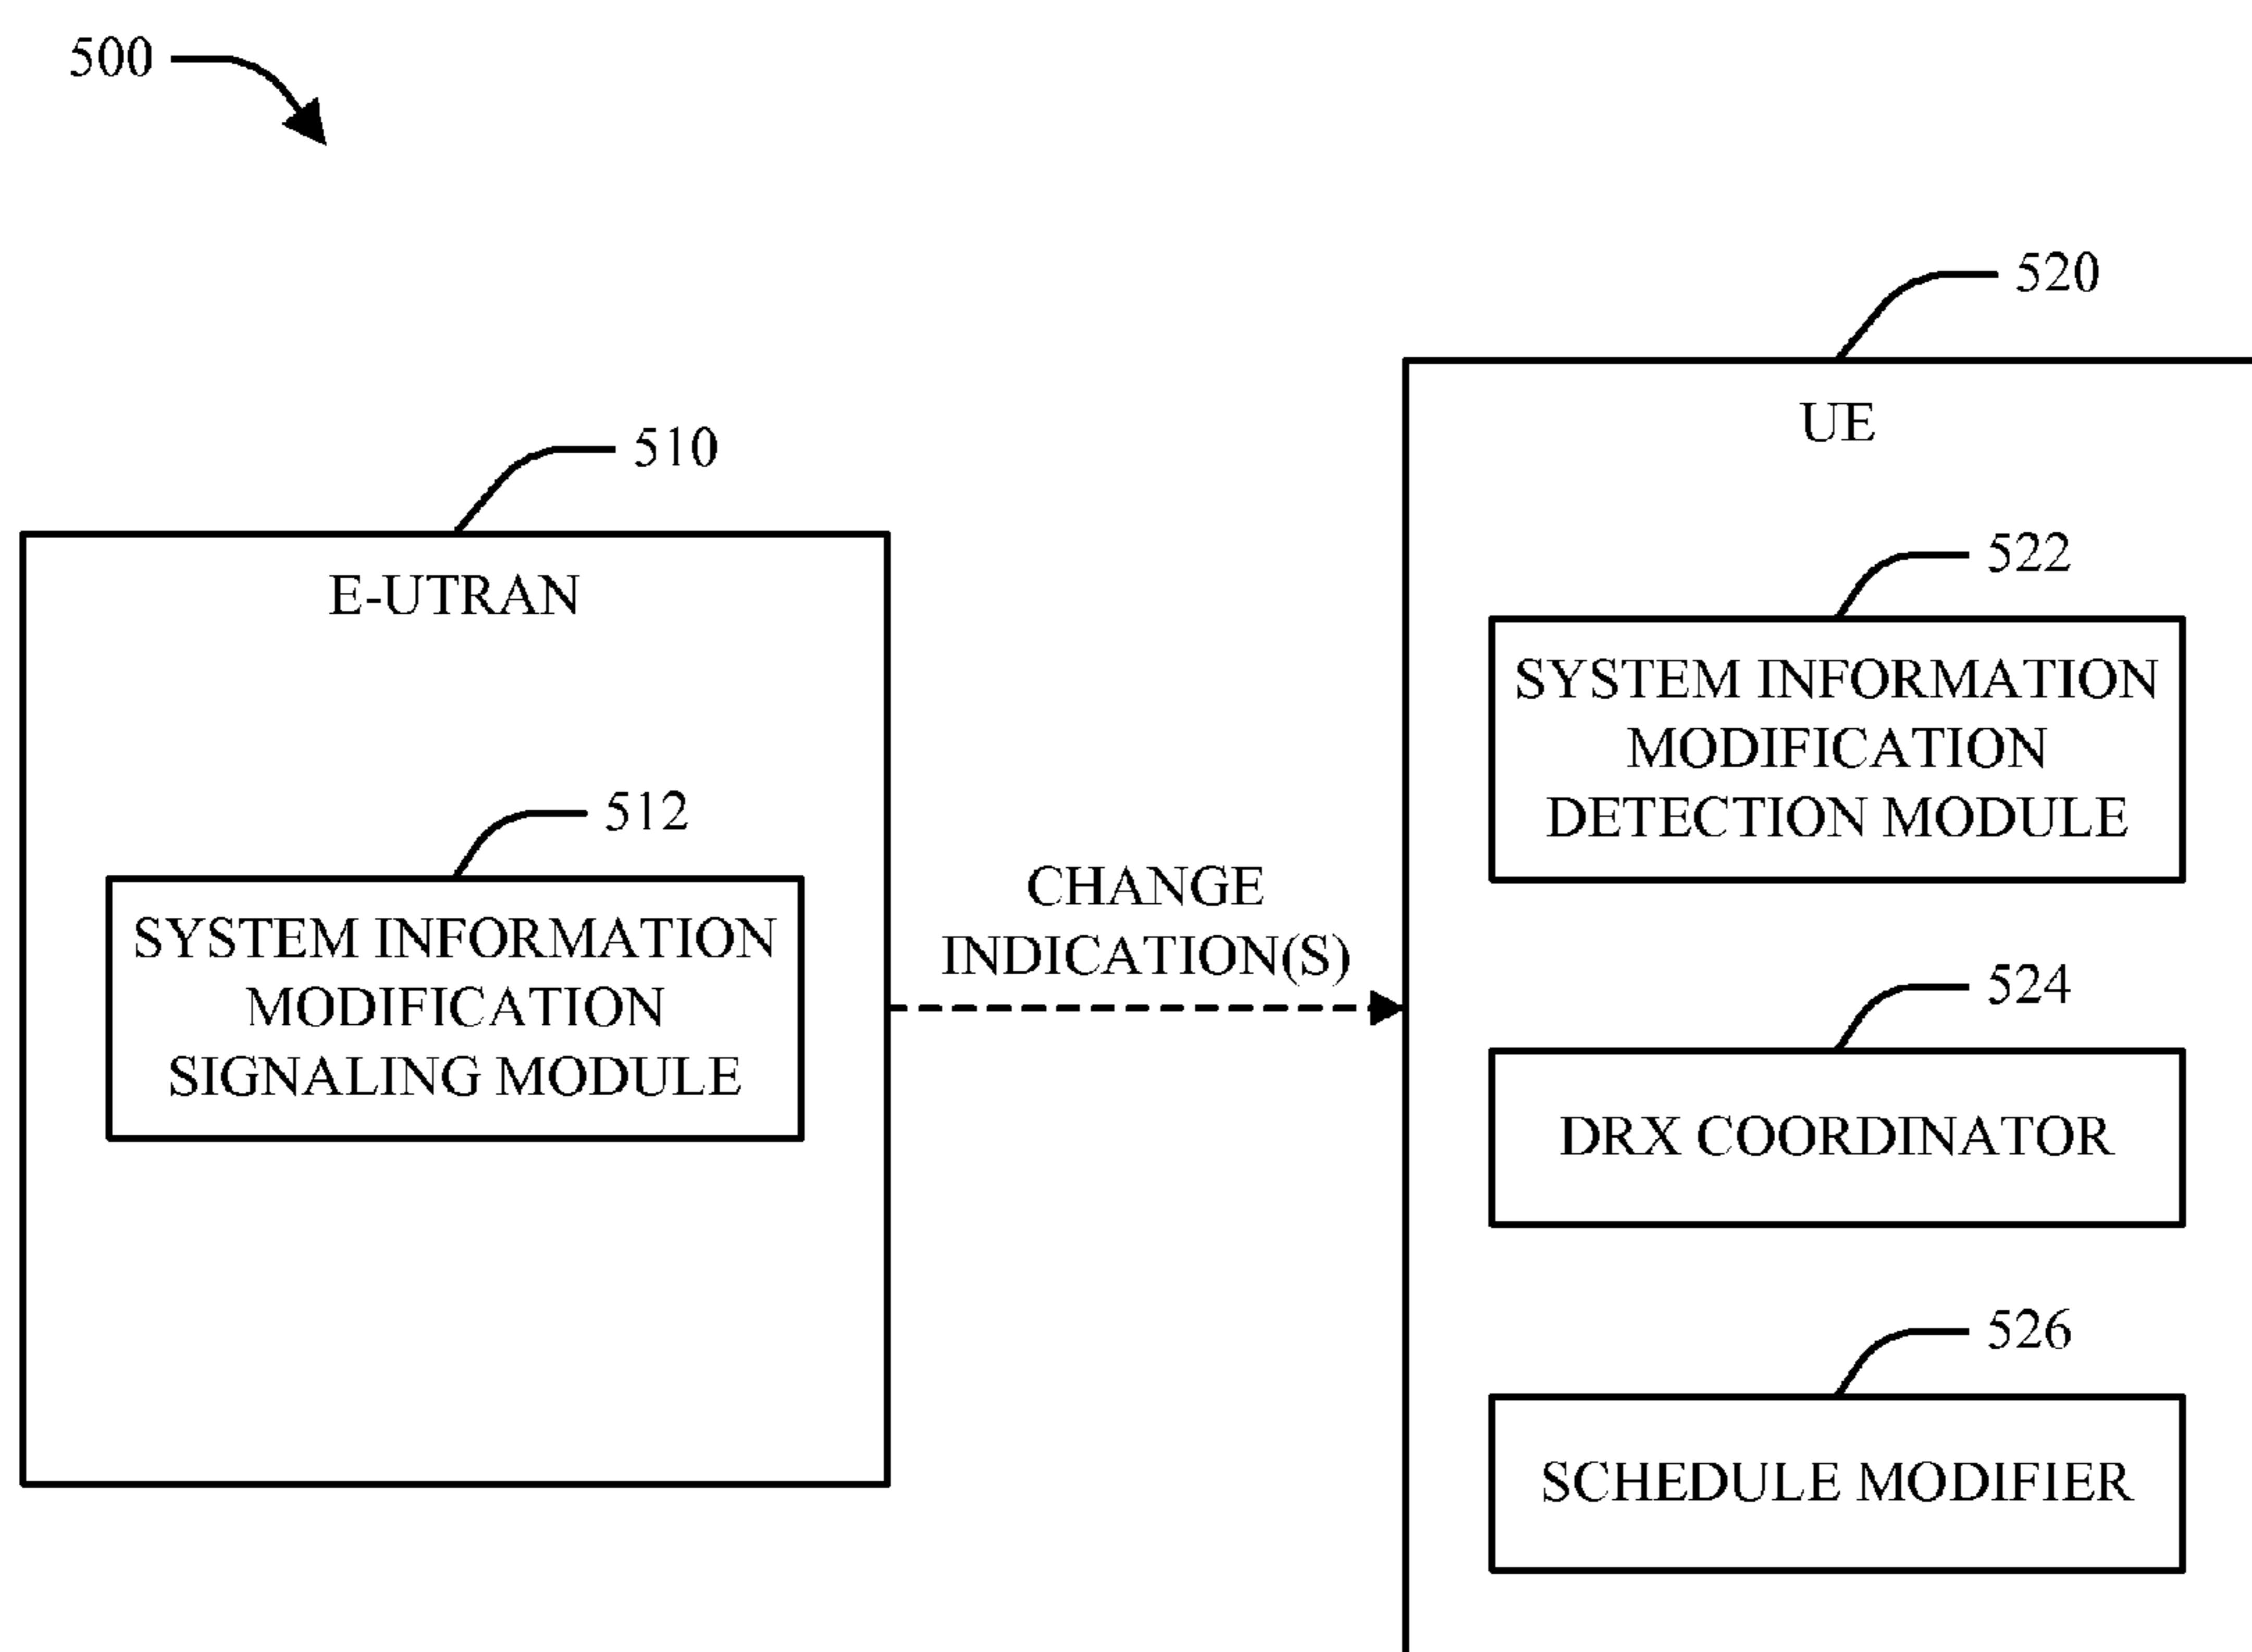 500
520
UE
510
522
E-UTRAN
SYSTEM INFORMATION
MODIFICATION
DETECTION MODULE
512
CHANGE
INDICATION(S)
SYSTEM INFORMATION
MODIFICATION
SIGNALING MODULE
524
DRX COORDINATOR
526
SCHEDULE MODIFIER